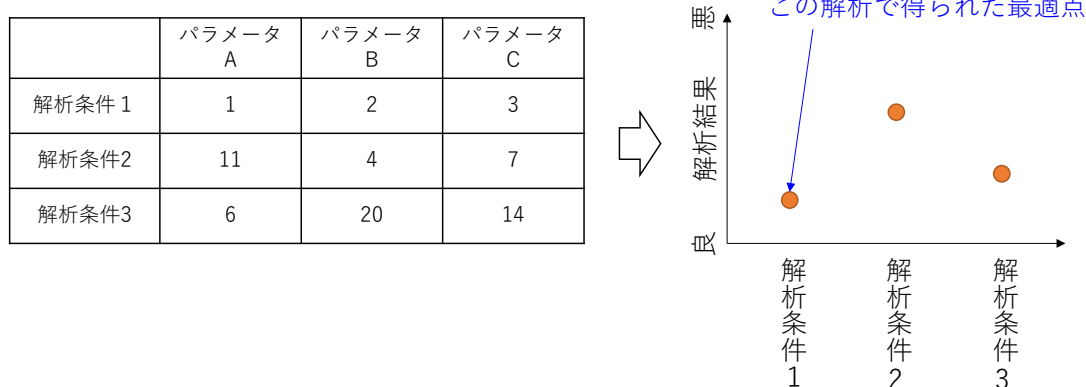 パラメータ
A
パラメータ
B
パラメータ
C
解析条件1
1
2
3
解析条件2
11
4
7
解析条件3
6
20
14
この解析で得られた最適点
悪
解析結果
良
解析条件1
解析条件2
解析条件3